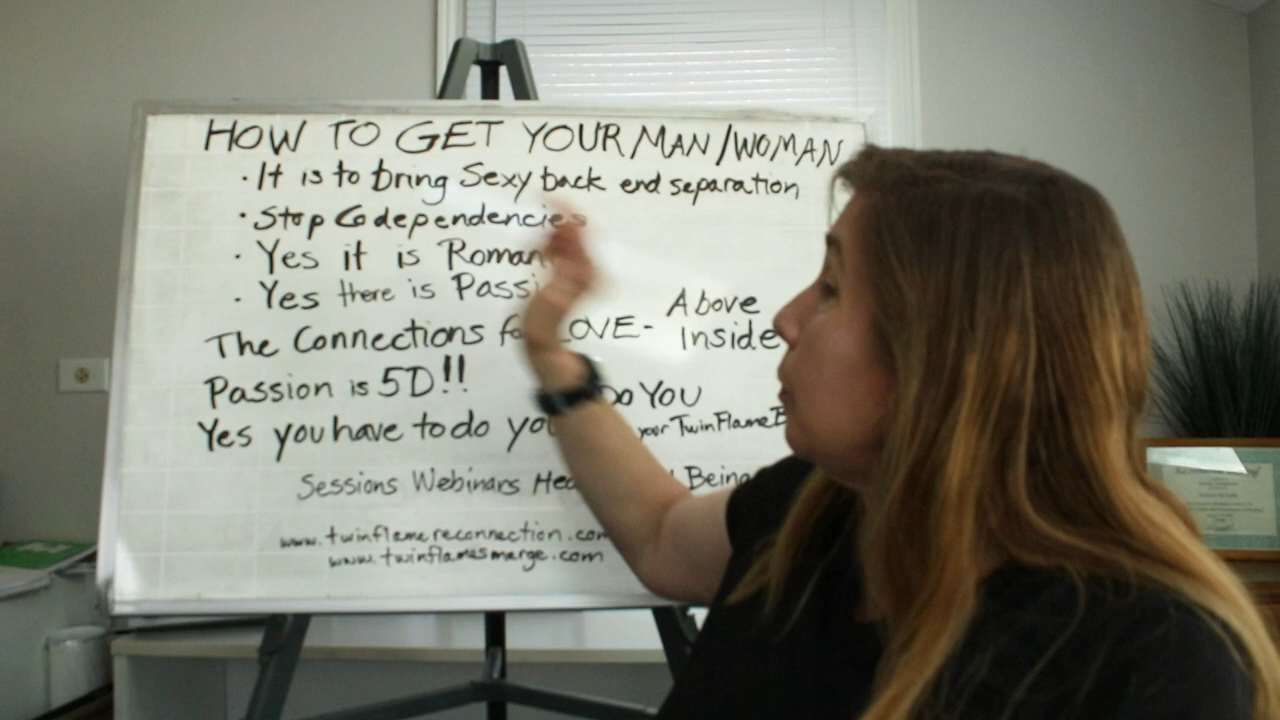 HOW TO GET YOUR MAN/WOMAN
· It is to bring Sexy back end separation
· Stop Codependencies
· Yes it is
· Yes there is
The Connections LOVE- Above Inside
Passion is 5D!! DO YOU
Yes you have to do your TwinFlame
Sessions Webinars Being
www.twinflamereconnection.com
www.twinflamesmerge.com